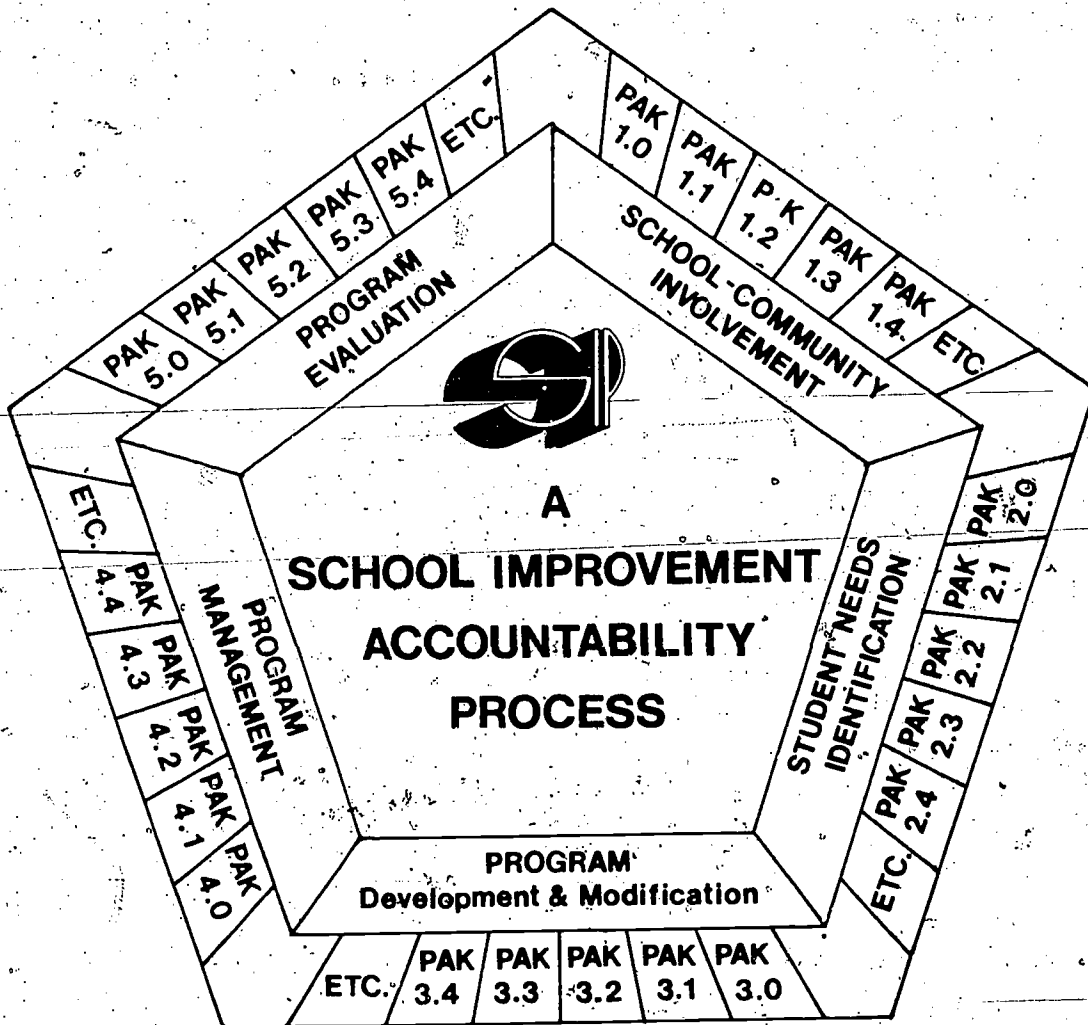 A
SCHOOL IMPROVEMENT
ACCOUNTABILITY
PROCESS
SCHOOL-COMMUNITY
INVOLVEMENT
PAK
1.0
PAK
1.1
P K
1.2
PAK
1.3
PAK
1.4
ETC.
STUDENT NEEDS
IDENTIFICATION
PAK
2.0
PAK
2.1
PAK
2.2
PAK
2.3
PAK
2.4
ETC.
PROGRAM
Development & Modification
PAK
3.0
PAK
3.1
PAK
3.2
PAK
3.3
PAK
3.4
ETC.
PROGRAM
MANAGEMENT
PAK
4.0
PAK
4.1
PAK
4.2
PAK
4.3
PAK
4.4
ETC.
PROGRAM
EVALUATION
PAK
5.0
PAK
5.1
PAK
5.2
PAK
5.3
PAK
5.4
ETC.